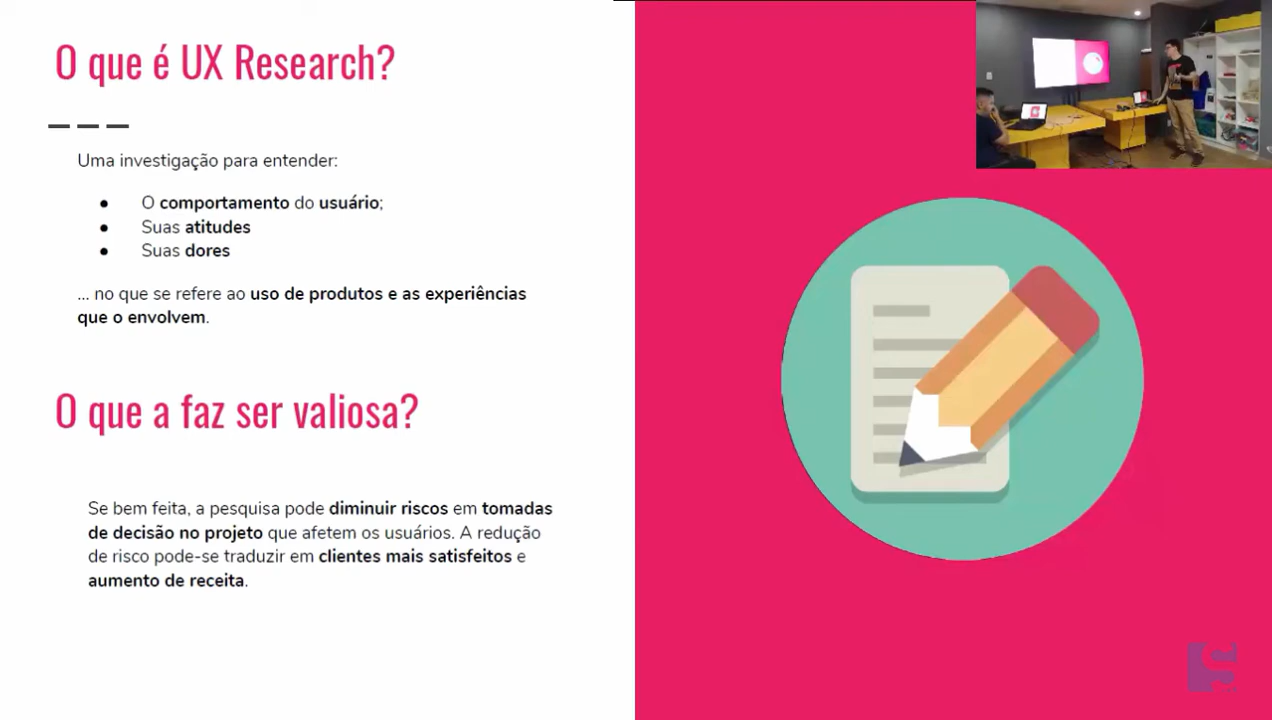 O que é UX Research?
Uma investigação para entender:
● O comportamento do usuário;
● Suas atitudes
● Suas dores
... no que se refere ao uso de produtos e as experiências
que o envolvem.
O que a faz ser valiosa?
Se bem feita, a pesquisa pode diminuir riscos em tomadas
de decisão no projeto que afetem os usuários. A redução
de risco pode-se traduzir em clientes mais satisfeitos e
aumento de receita.